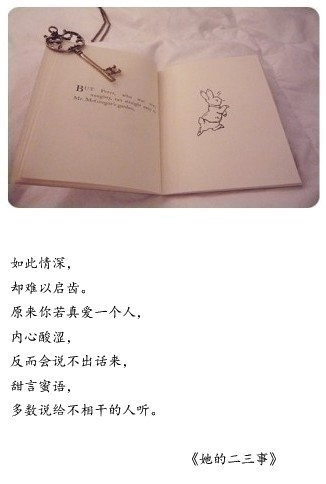 BUT Peter, who was very
naughty, ran straight away to
Mr. McGregor's garden,
如此情深，
却难以启齿。
原来你若真爱一个人，
内心酸涩，
反而会说不出话来，
甜言蜜语，
多数说给不相干的人听。
《她的二三事》